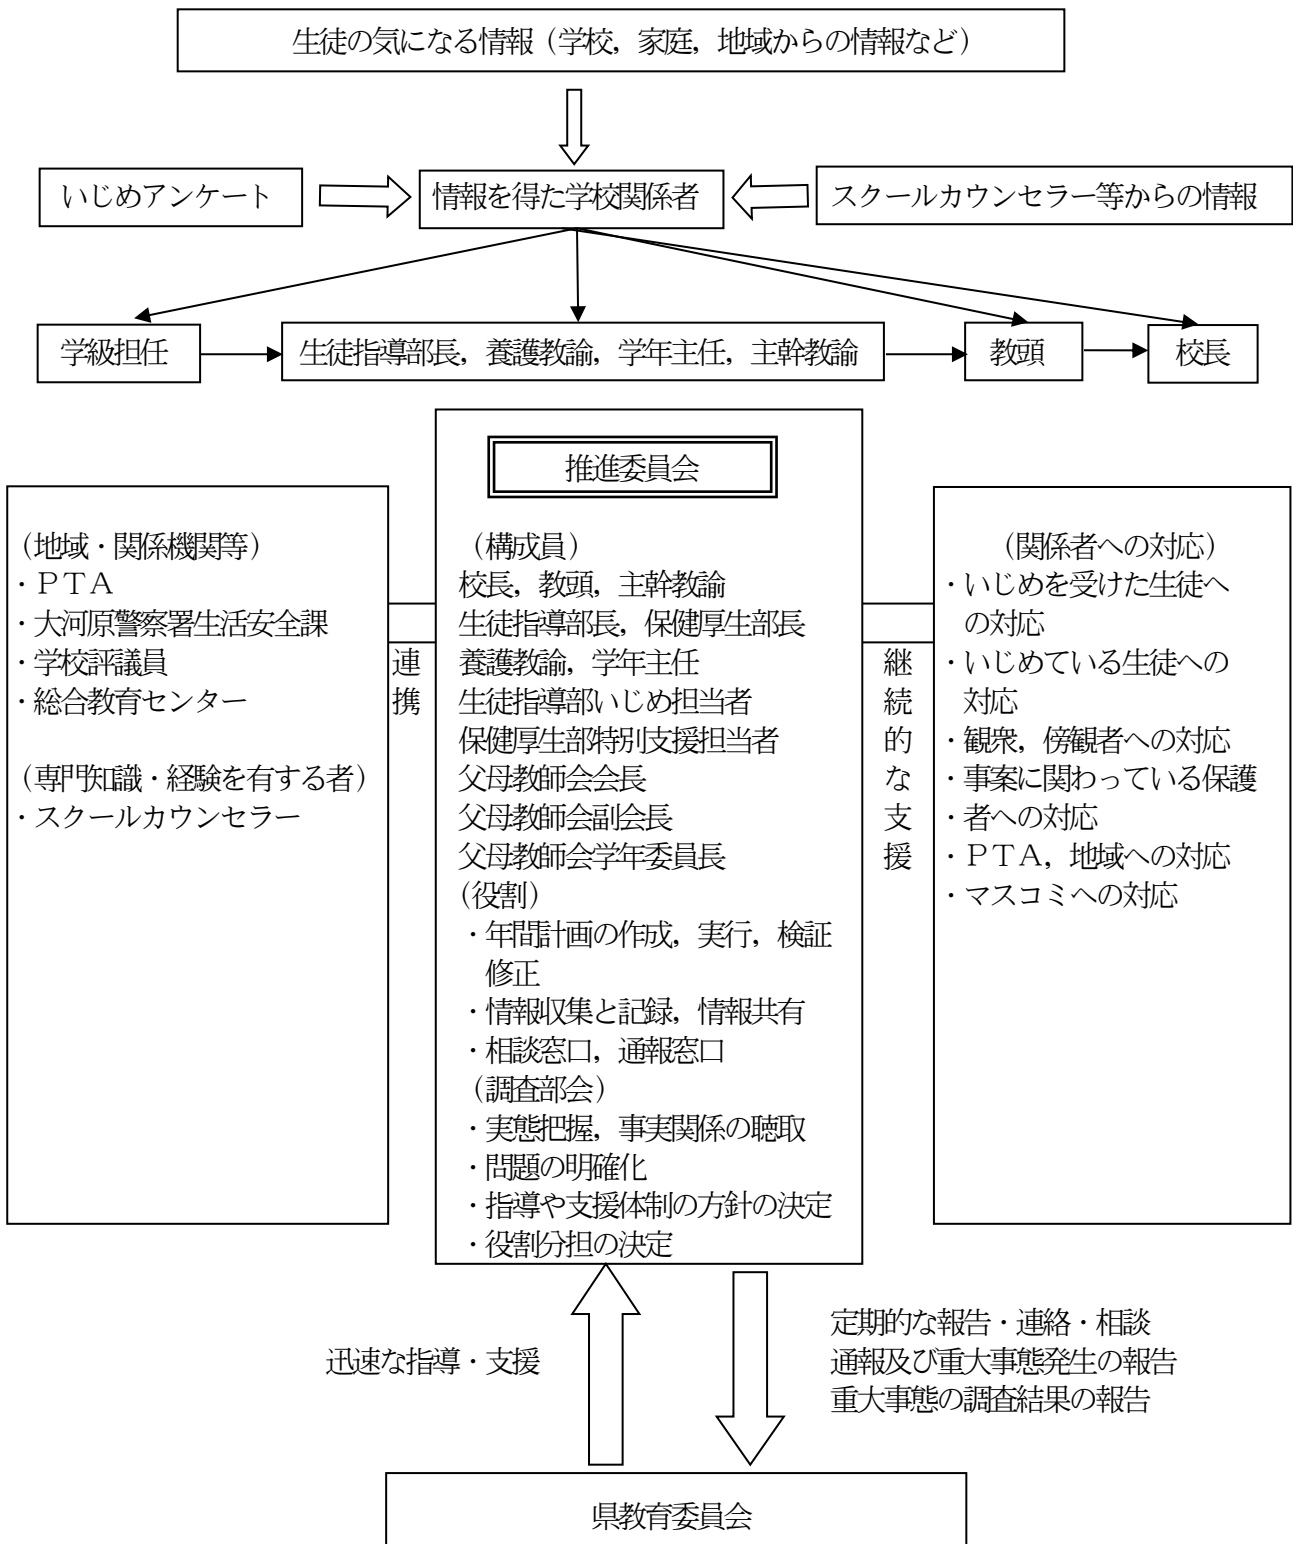 生徒の気になる情報（学校，家庭，地域からの情報など）
いじめアンケート
情報を得た学校関係者
スクールカウンセラー等からの情報
学級担任
生徒指導部長，養護教諭，学年主任，主幹教諭
教頭
校長
推進委員会
（地域・関係機関等）
・ＰＴＡ
・大河原警察署生活安全課
・学校評議員
・総合教育センター
（専門知識・経験を有する者）
・スクールカウンセラー
連携
（構成員）
校長，教頭，主幹教諭
生徒指導部長，保健厚生部長
養護教諭，学年主任
生徒指導部いじめ担当者
保健厚生部特別支援担当者
父母教師会会長
父母教師会副会長
父母教師会学年委員長
（役割）
・年間計画の作成，実行，検証
修正
・情報収集と記録，情報共有
・相談窓口，通報窓口
（調査部会）
・実態把握，事実関係の聴取
・問題の明確化
・指導や支援体制の方針の決定
・役割分担の決定
継続的な支援
（関係者への対応）
・いじめを受けた生徒へ
の対応
・いじめている生徒への
対応
・観衆，傍観者への対応
・事案に関わっている保護
・者への対応
・ＰＴＡ，地域への対応
・マスコミへの対応
迅速な指導・支援
定期的な報告・連絡・相談
通報及び重大事態発生の報告
重大事態の調査結果の報告
県教育委員会